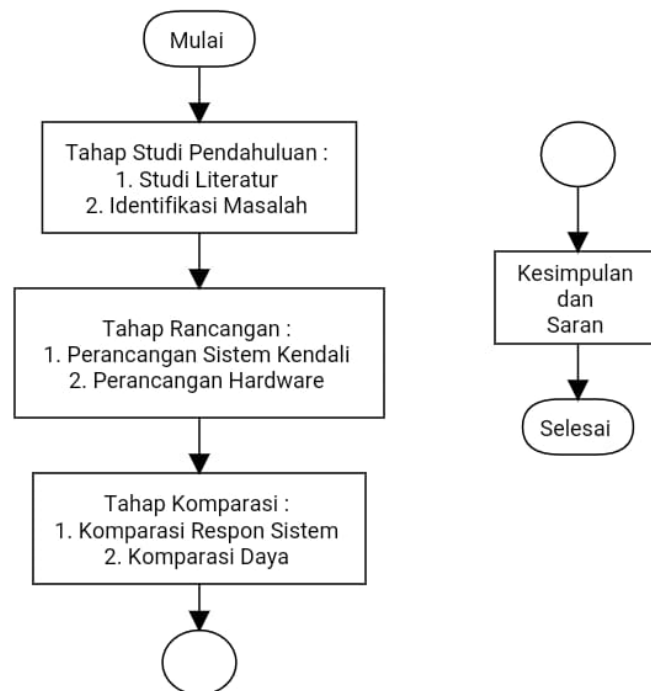 Mulai
Tahap Studi Pendahuluan :
1. Studi Literatur
2. Identifikasi Masalah
Tahap Rancangan :
1. Perancangan Sistem Kendali
2. Perancangan Hardware
Tahap Komparasi :
1. Komparasi Respon Sistem
2. Komparasi Daya
Kesimpulan
dan
Saran
Selesai